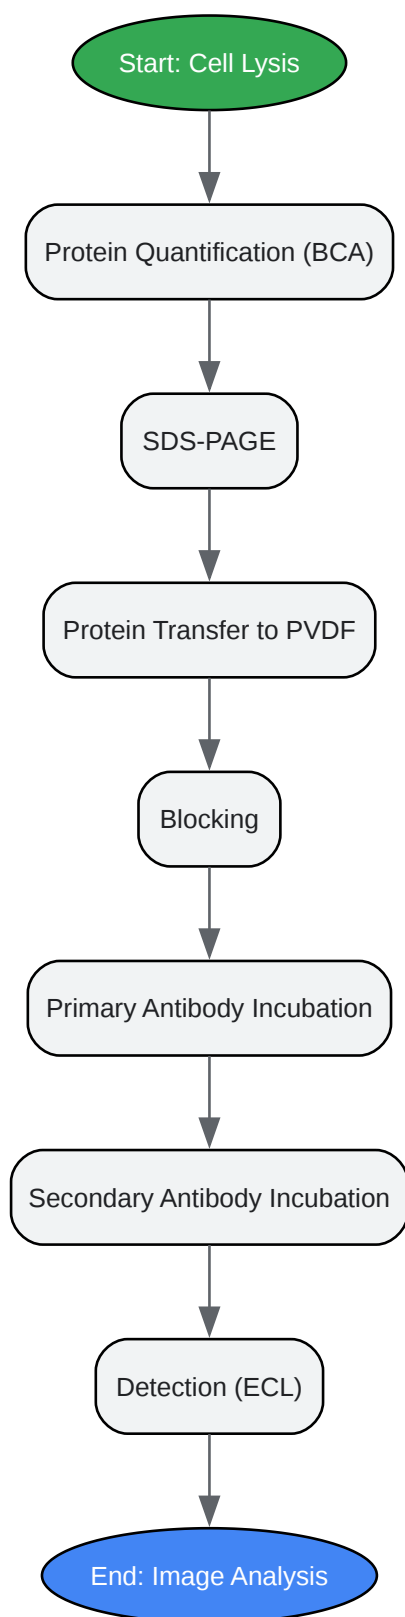 Start: Cell Lysis
Protein Quantification (BCA)
SDS-PAGE
Protein Transfer to PVDF
Blocking
Primary Antibody Incubation
Secondary Antibody Incubation
Detection (ECL)
End: Image Analysis